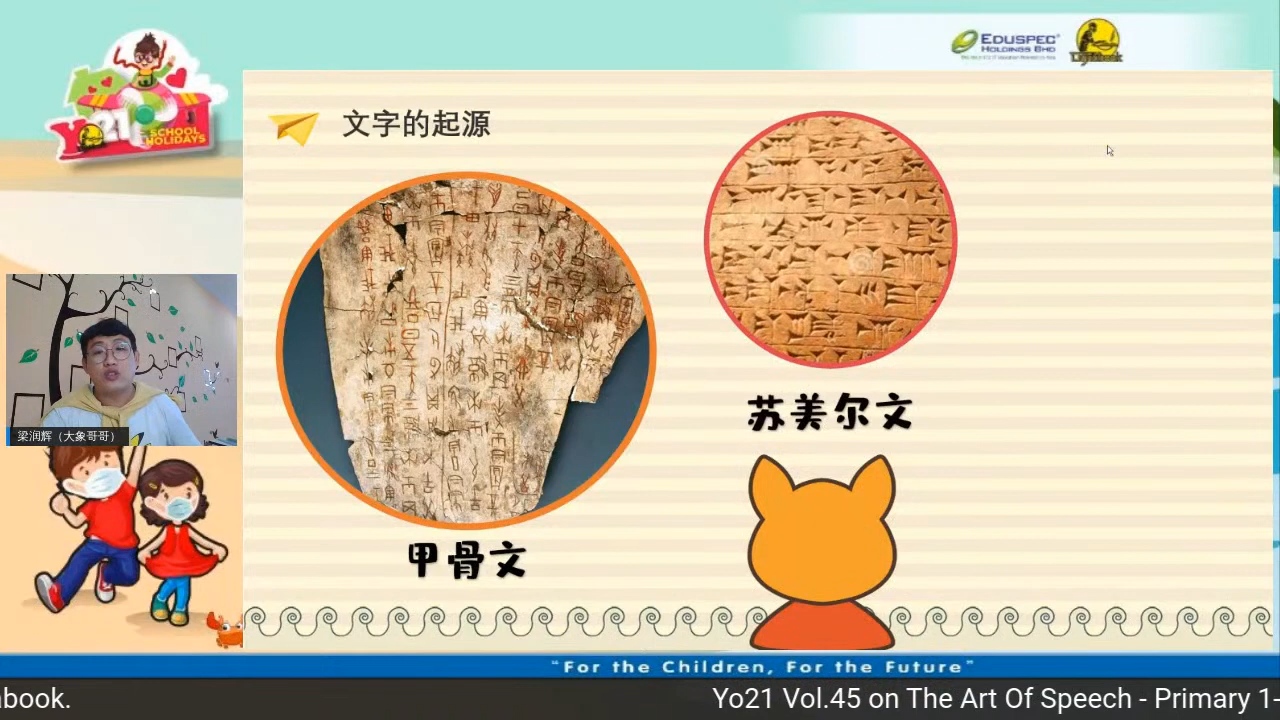 Yo21
SCHOOL
HOLIDAYS
EDUSPEC
HOLDINGS BHD
文字的起源
甲骨文
苏美尔文
梁润辉（大象哥哥）
"For the Children, For the Future"
abook.
Yo21 Vol.45 on The Art Of Speech - Primary 1-